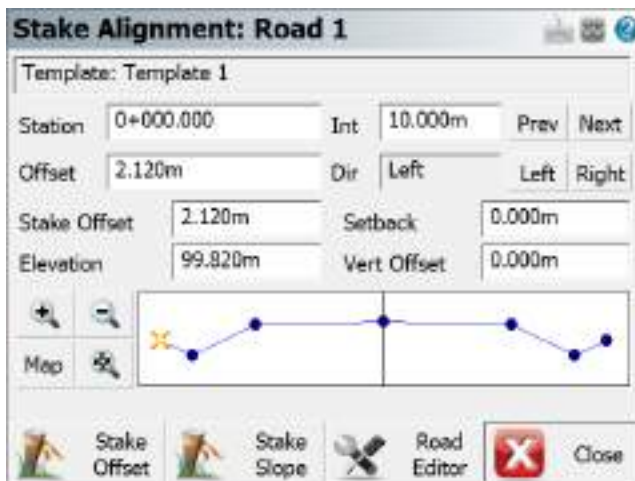 Stake Alignment: Road 1
Template: Template 1
Station 0+000.000 Int 10.000m Prev Next
Offset 2.120m Dir Left Left Right
Stake Offset 2.120m Setback 0.000m
Elevation 99.820m Vert Offset 0.000m
Map
Stake Offset Stake Slope Road Editor Close